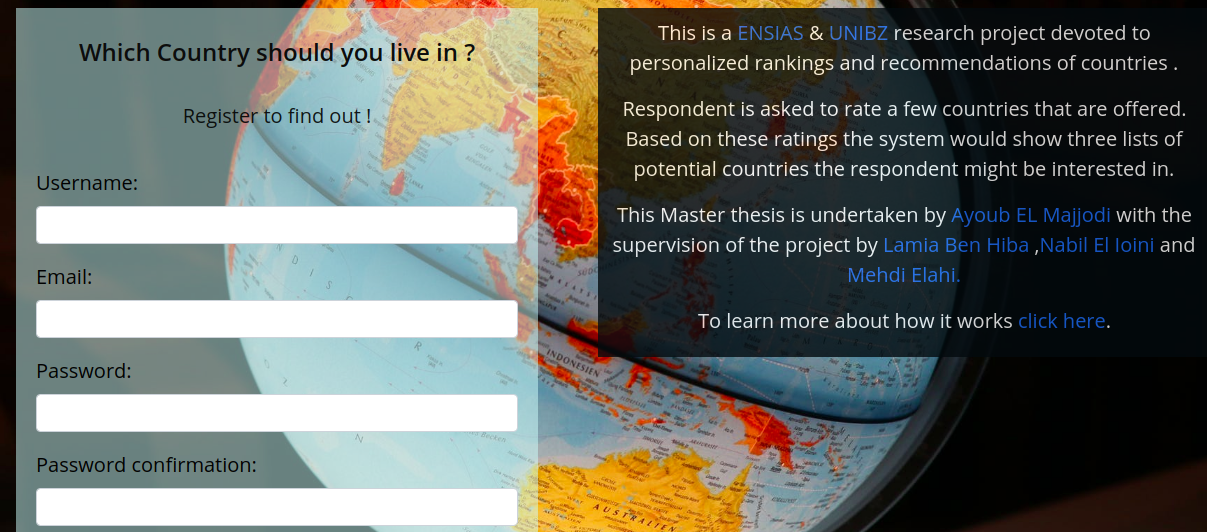 Which Country should you live in ?
Register to find out !
Username:
Email:
Password:
Password confirmation:
This is a ENSIAS & UNIBZ research project devoted to
personalized rankings and recommendations of countries .
Respondent is asked to rate a few countries that are offered.
Based on these ratings the system would show three lists of
potential countries the respondent might be interested in.
This Master thesis is undertaken by Ayoub EL Majjodi with the
supervision of the project by Lamia Ben Hiba ,Nabil El Ioini and
Mehdi Elahi.
To learn more about how it works click here.
INDONESIEN
AUSTRALIEN